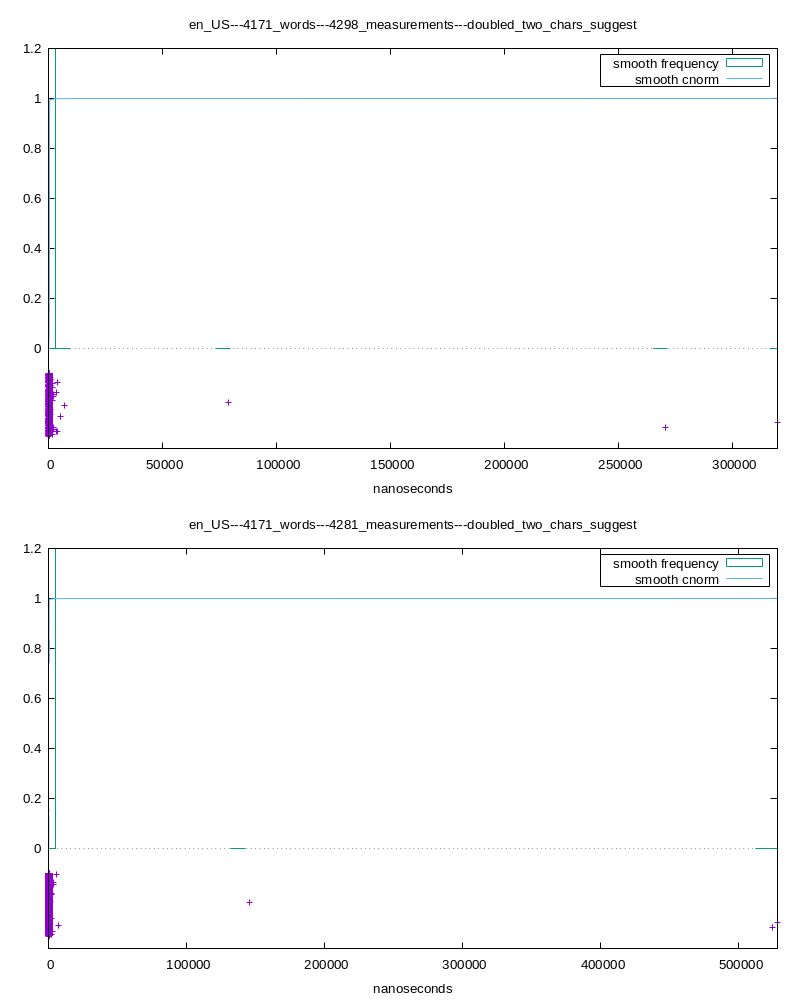 en_US---4171_words---4298_measurements---doubled_two_chars_suggest
1.2
smooth frequency
smooth cnorm
1
0.8
0.6
0.4
0.2
0
0 50000 100000 150000 200000 250000 300000
nanoseconds
en_US---4171_words---4281_measurements---doubled_two_chars_suggest
1.2
smooth frequency
smooth cnorm
1
0.8
0.6
0.4
0.2
0
0 100000 200000 300000 400000 500000
nanoseconds